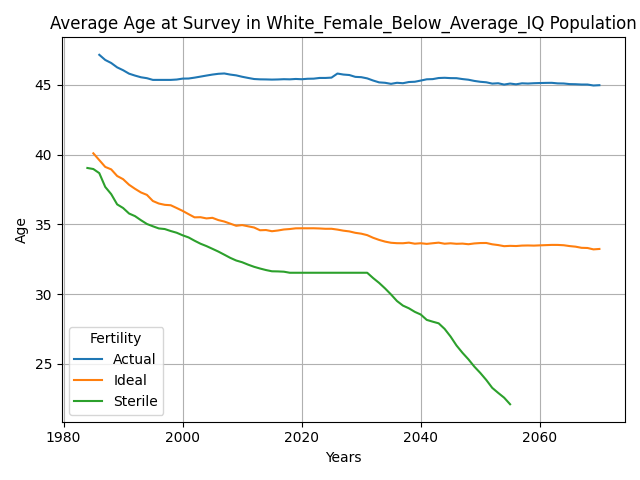 Average Age at Survey in White_Female_Below_Average_IQ Population
45
40
35
30
25
Age
Fertility
Actual
Ideal
Sterile
1980
2000
2020
2040
2060
Years